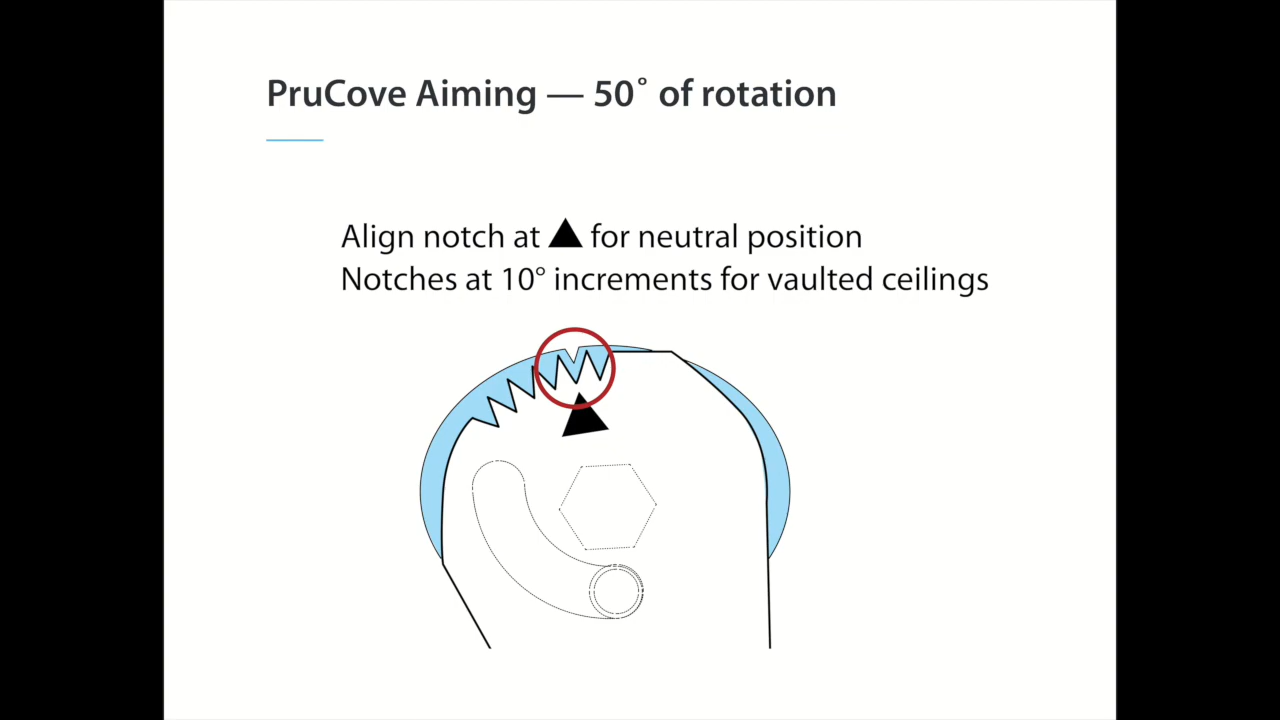 PruCove Aiming — 50˚ of rotation
Align notch at ▲ for neutral position
Notches at 10° increments for vaulted ceilings